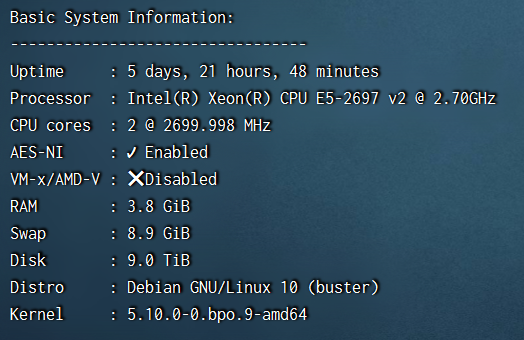 Basic System Information:
---------------------------------
Uptime     : 5 days, 21 hours, 48 minutes
Processor  : Intel(R) Xeon(R) CPU E5-2697 v2 @ 2.70GHz
CPU cores  : 2 @ 2699.998 MHz
AES-NI     : ✔ Enabled
VM-x/AMD-V : ❌Disabled
RAM        : 3.8 GiB
Swap       : 8.9 GiB
Disk       : 9.0 TiB
Distro     : Debian GNU/Linux 10 (buster)
Kernel     : 5.10.0-0.bpo.9-amd64